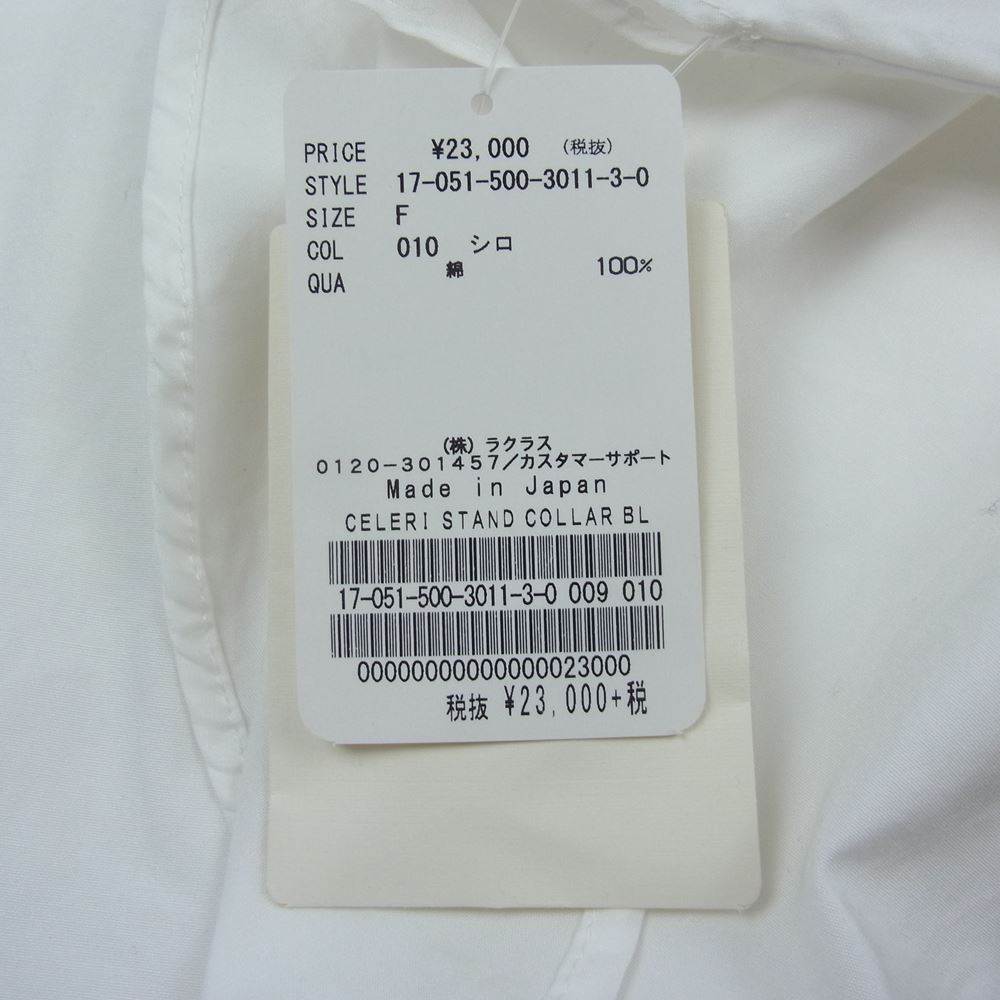 PRICE ¥23,000 (税抜)
STYLE 17-051-500-3011-3-0
SIZE F
COL 010 シロ
QUA 綿 100%
(株) ラクラス
0120-301457/カスタマーサポート
Made in Japan
CELERI STAND COLLAR BL
17-051-500-3011-3-0 009 010
00000000000000023000
税抜 ¥23,000+税